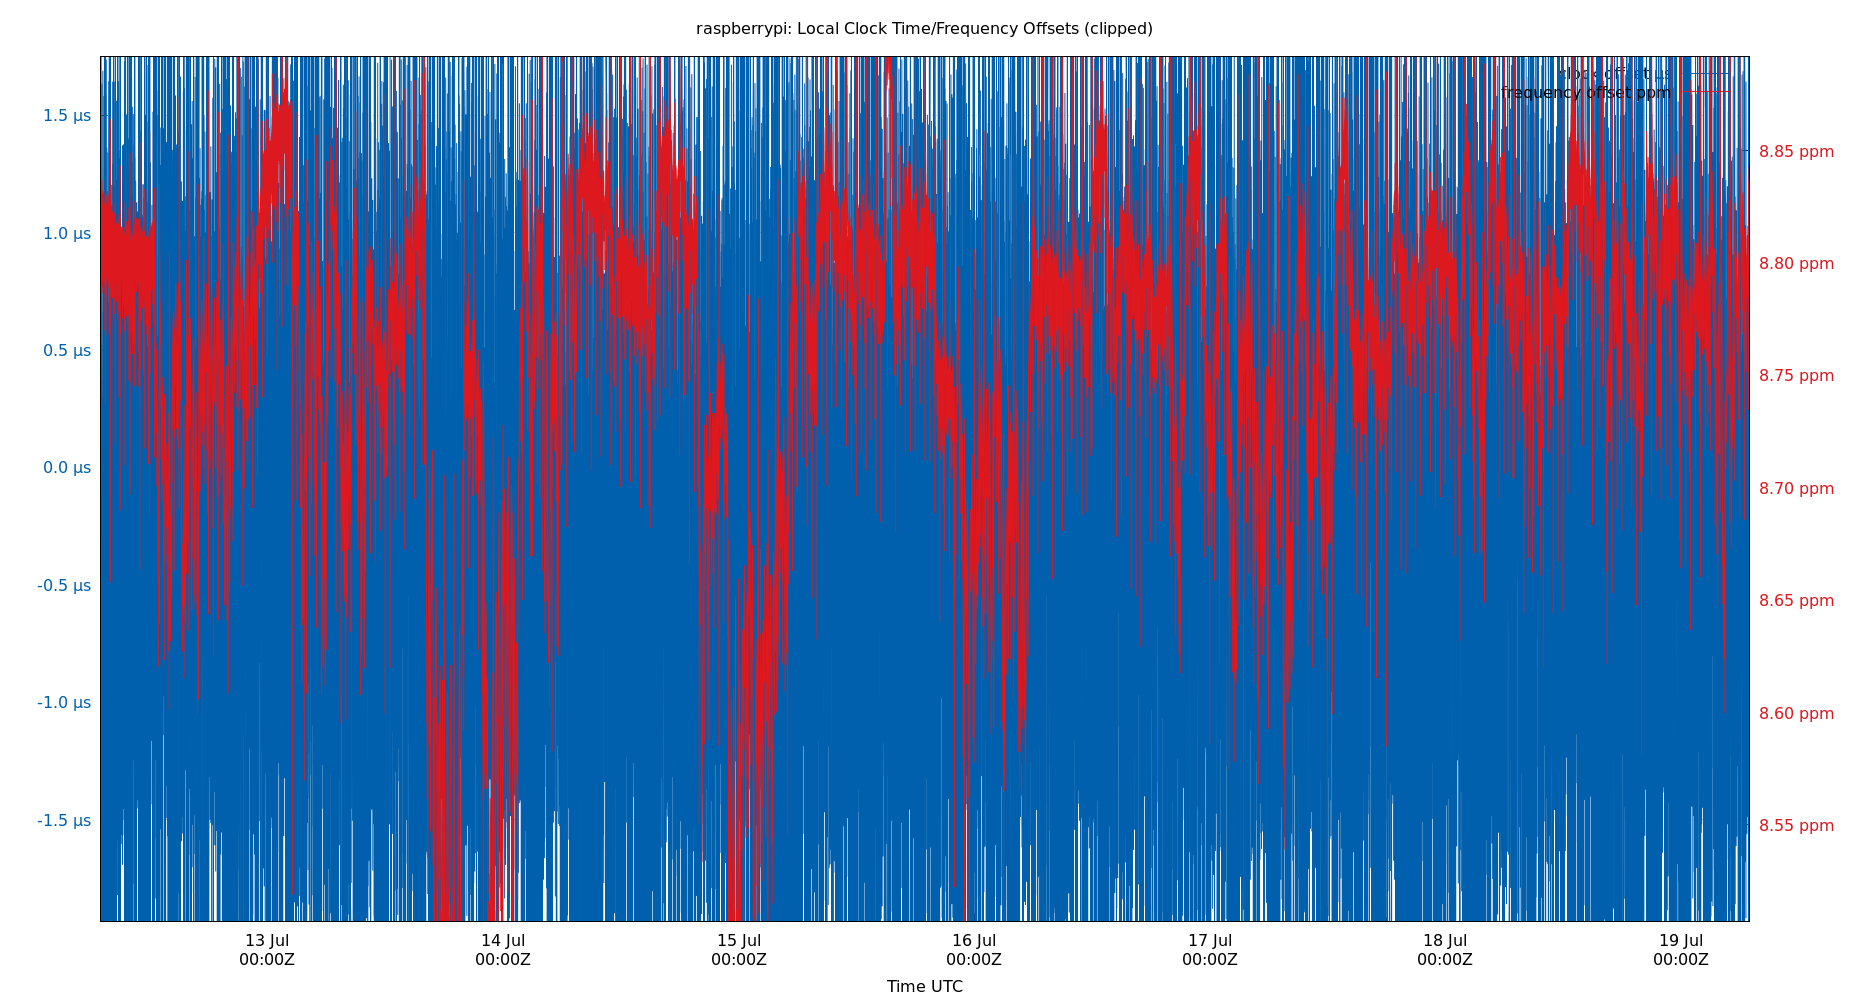 raspberrypi: Local Clock Time/Frequency Offsets (clipped)
clock offset µs
frequency offset ppm
1.5 µs
1.0 µs
0.5 µs
0.0 µs
-0.5 µs
-1.0 µs
-1.5 µs
8.85 ppm
8.80 ppm
8.75 ppm
8.70 ppm
8.65 ppm
8.60 ppm
8.55 ppm
13 Jul
00:00Z
14 Jul
00:00Z
15 Jul
00:00Z
16 Jul
00:00Z
17 Jul
00:00Z
18 Jul
00:00Z
19 Jul
00:00Z
Time UTC